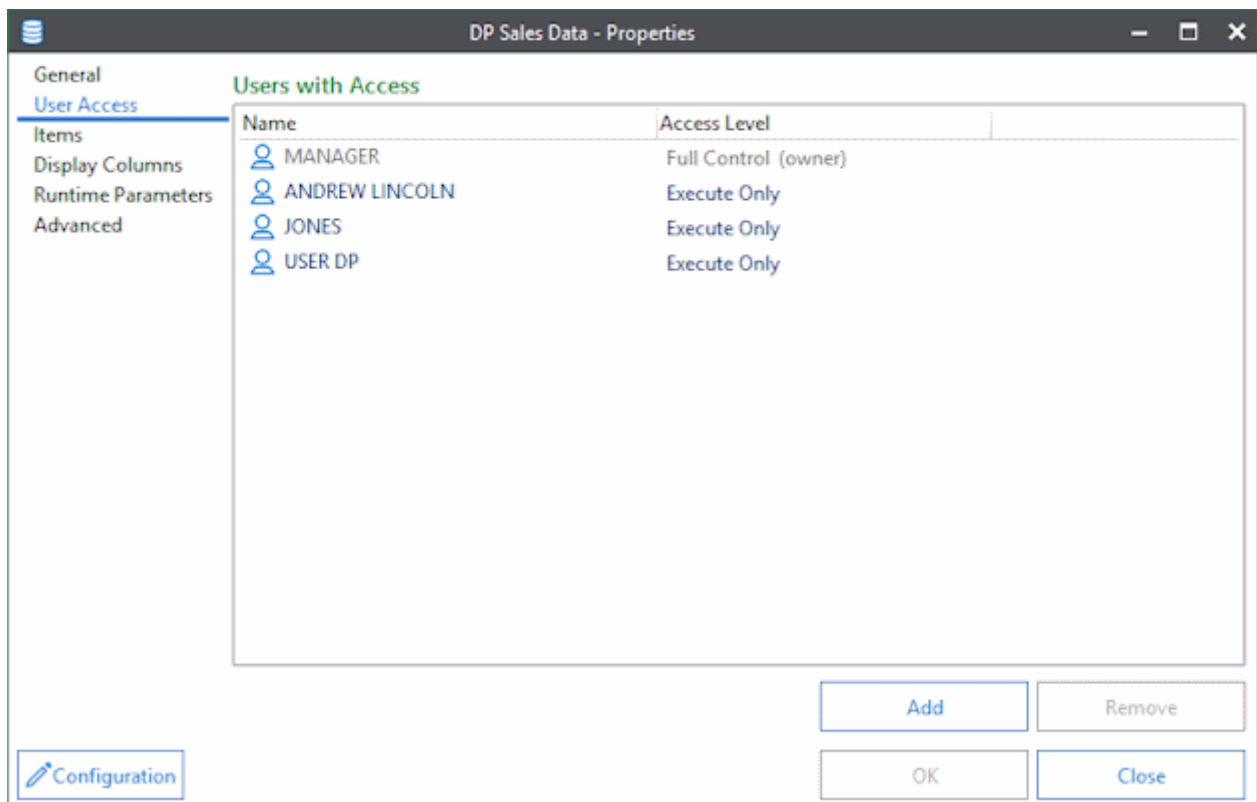 DP Sales Data - Properties
General
User Access
Items
Display Columns
Runtime Parameters
Advanced
Users with Access
Name Access Level
MANAGER Full Control (owner)
ANDREW LINCOLN Execute Only
JONES Execute Only
USER DP Execute Only
Add Remove
Configuration OK Close